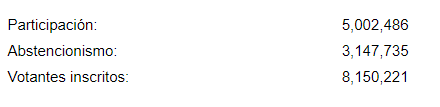 Participación: 5,002,486
Abstencionismo: 3,147,735
Votantes inscritos: 8,150,221